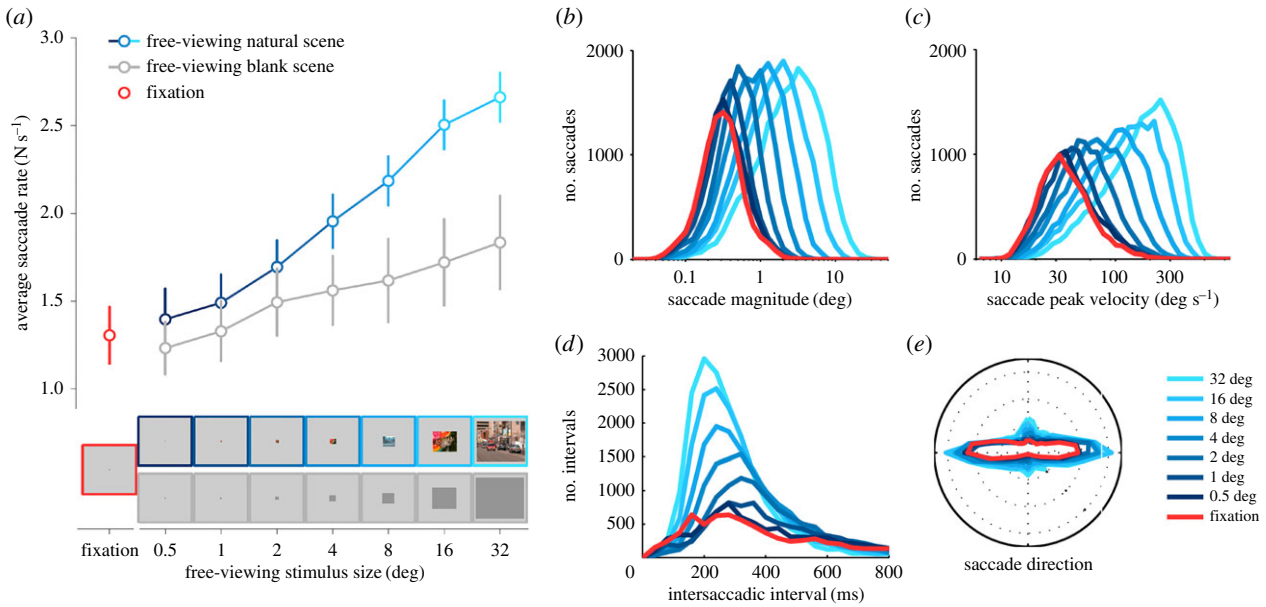 (a)
3.0
2.5
2.0
1.5
1.0
average saccaade rate (N s⁻¹)
free-viewing natural scene
free-viewing blank scene
fixation
fixation
0.5
1
2
4
8
16
32
free-viewing stimulus size (deg)
(b)
2000
1000
0
no. saccades
0.1
1
10
saccade magnitude (deg)
(c)
2000
1000
0
no. saccades
10
30
100
300
saccade peak velocity (deg s⁻¹)
(d)
3000
2500
2000
1500
1000
500
no. intervals
0
200
400
600
800
intersaccadic interval (ms)
(e)
saccade direction
32 deg
16 deg
8 deg
4 deg
2 deg
1 deg
0.5 deg
fixation